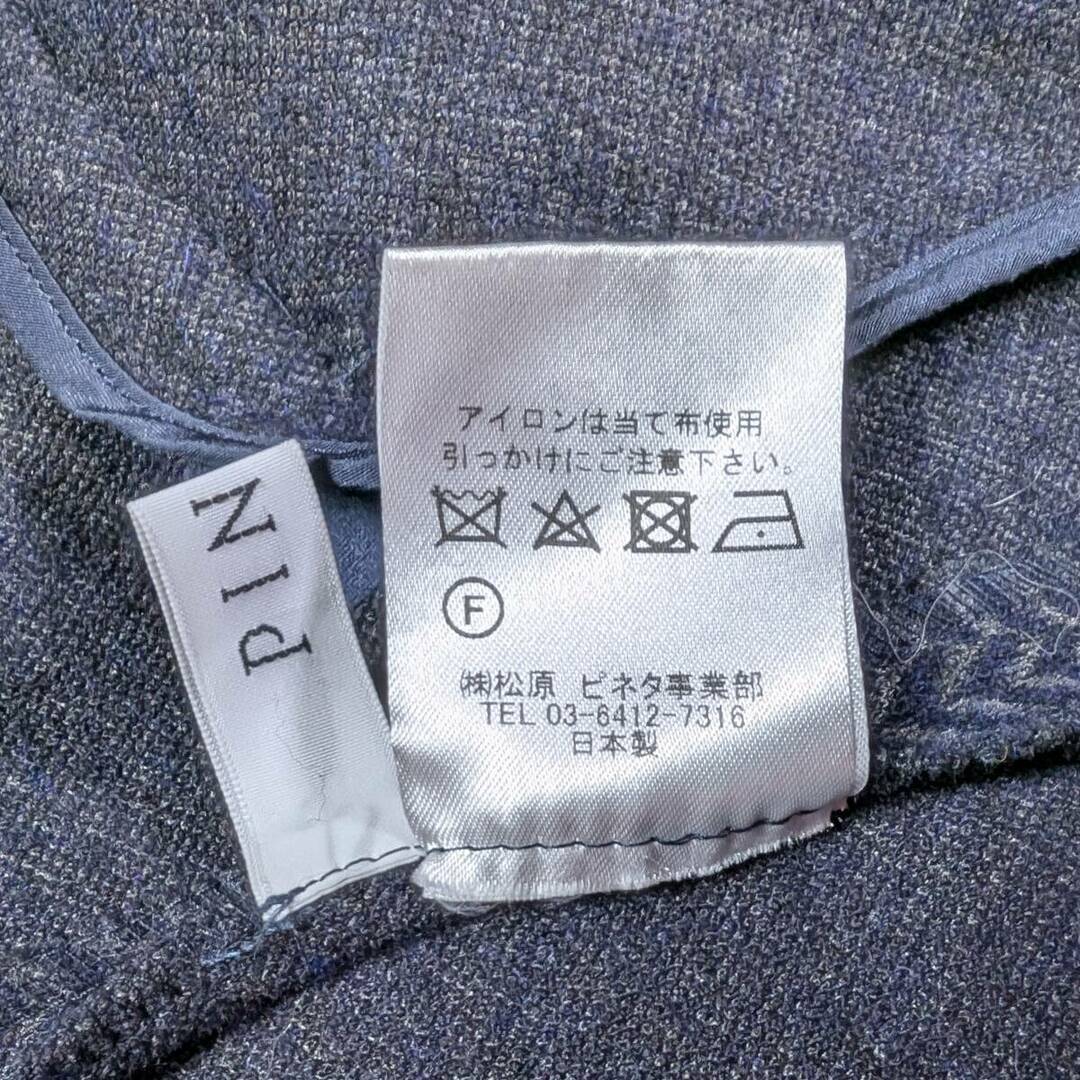 PIN
アイロンは当て布使用
引っかけにご注意下さい。
F
㈱松原 ピネタ事業部
TEL 03-6412-7316
日本製